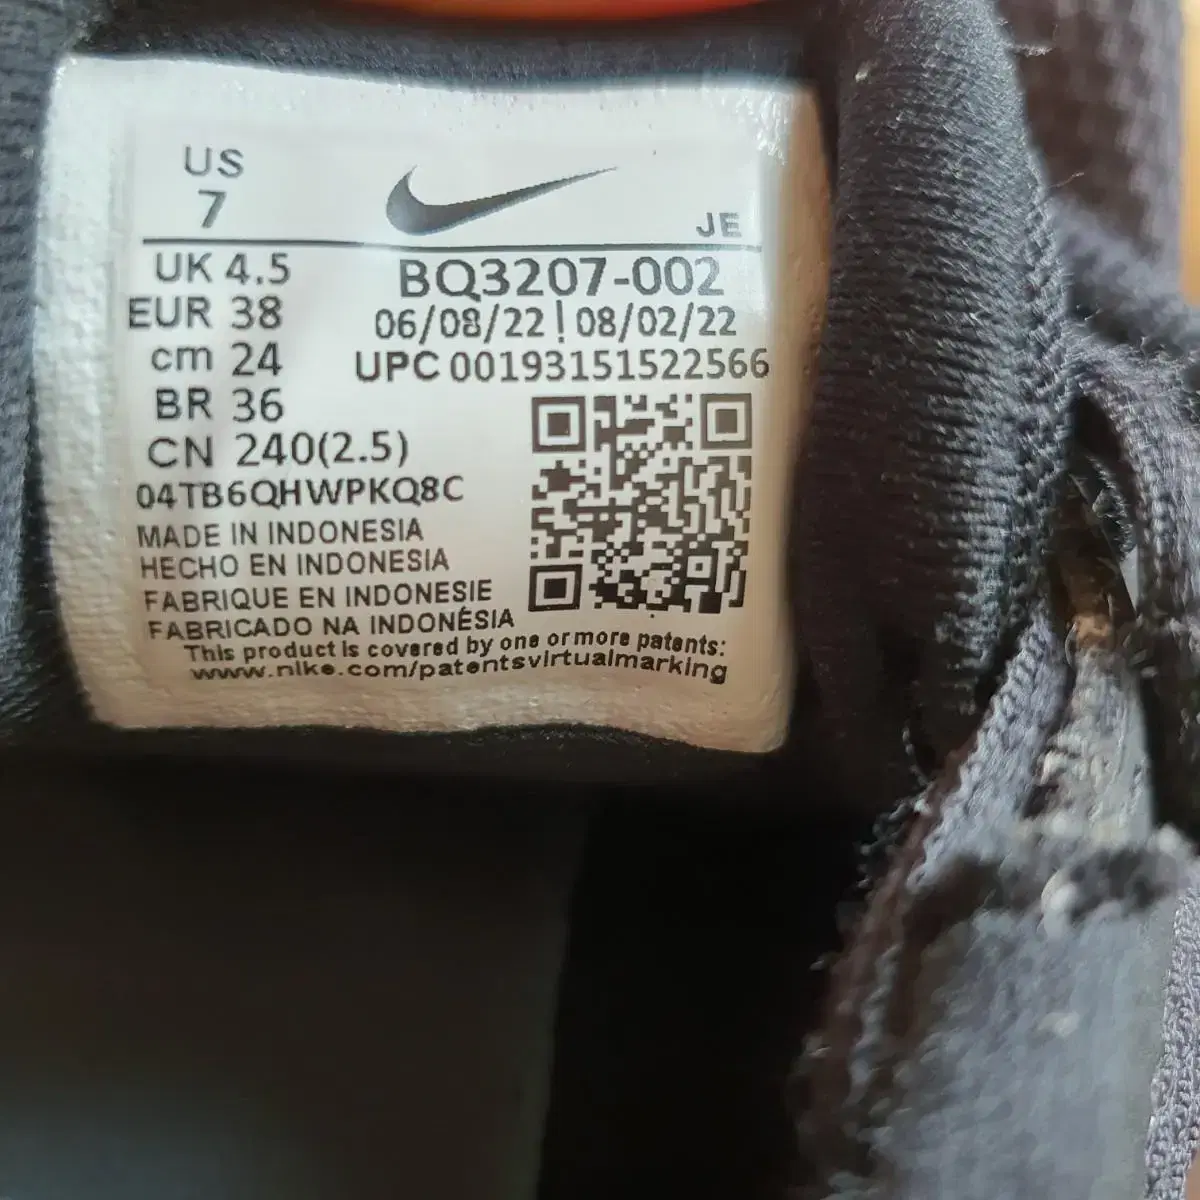 US
7
JE
UK 4.5
EUR 38
cm 24
BR 36
CN 240(2.5)
BQ3207-002
06/08/22 | 08/02/22
UPC 00193151522566
04TB6QHWPKQ8C
MADE IN INDONESIA
HECHO EN INDONESIA
FABRIQUE EN INDONESIE
FABRICADO NA INDONÉSIA
This product is covered by one or more patents:
www.nike.com/patentsvirtualmarking